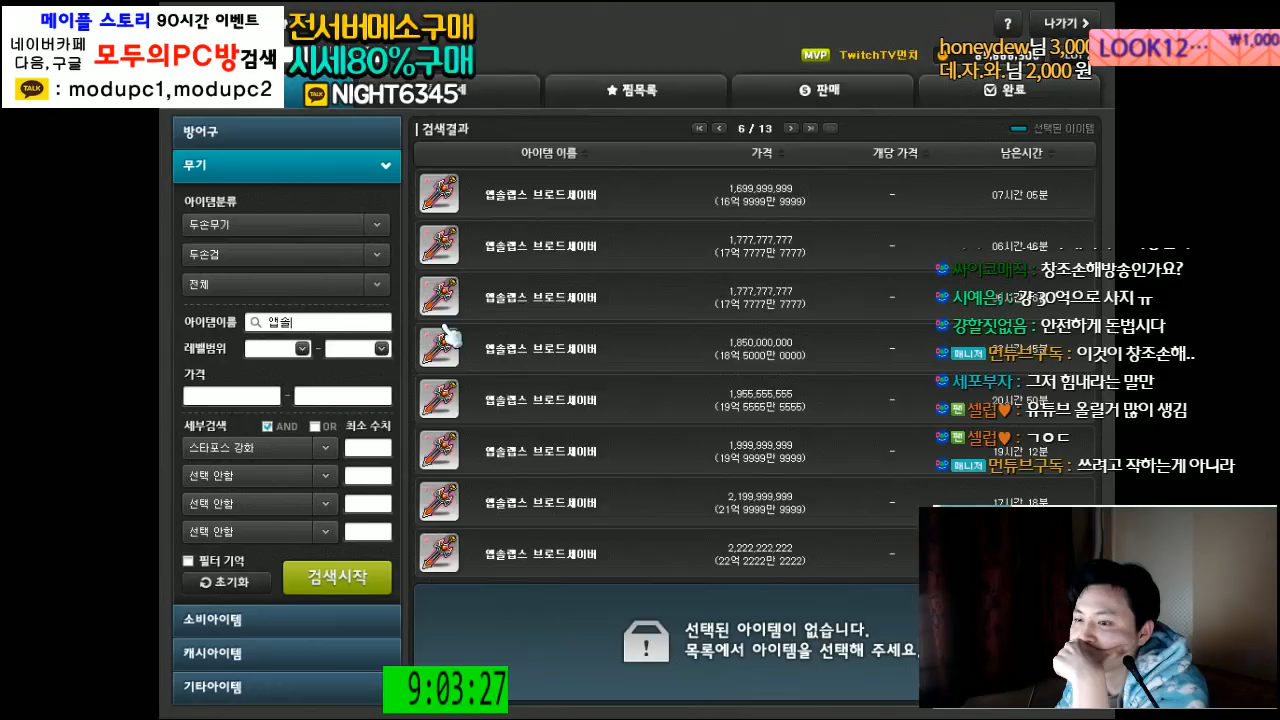 메이플 스토리 90시간 이벤트
네이버카페
다음,구글 모두의PC방검색
TALK : modupc1,modupc2
전서버메소구매
시세80%구매
TALK NIGHT6345
?
나가기 >
MVP TwitchTV먼치
honeydew님 3,000
데.자.와.님 2,000 원
LOOK12… ₩1,000
찜목록
판매
완료
방어구
무기
아이템분류
두손무기
두손검
전체
아이템이름 앱솔
레벨범위 -
가격
-
세부검색 AND OR 최소 수치
스타포스 강화
선택 안함
선택 안함
선택 안함
필터 기억
초기화
검색시작
소비아이템
캐시아이템
기타아이템
검색결과
6 / 13
선택된 아이템
아이템 이름 가격 개당 가격 남은시간
앱솔랩스 브로드세이버 1,699,999,999 - 07시간 05분
(16억 9999만 9999)
앱솔랩스 브로드세이버 1,777,777,777 - 06시간 46분
(17억 7777만 7777)
앱솔랩스 브로드세이버 1,777,777,777 -
(17억 7777만 7777)
앱솔랩스 브로드세이버 1,850,000,000 -
(18억 5000만 0000)
앱솔랩스 브로드세이버 1,955,555,555 - 20시간 50분
(19억 5555만 5555)
앱솔랩스 브로드세이버 1,999,999,999 - 19시간 12분
(19억 9999만 9999)
앱솔랩스 브로드세이버 2,199,999,999 - 17시간 18분
(21억 9999만 9999)
앱솔랩스 브로드세이버 2,222,222,222 -
(22억 2222만 2222)
싸이코매직 : 창조손해방송인가요?
시예은 : 걍 30억으로 사지 ㅠ
걍할짓없음 : 안전하게 돈법시다
매니저 먼튜브구독 : 이것이 창조손해..
세포부자 : 그저 힘내라는 말만
팬 셀럽♥ : 유튜브 올릴거 많이 생김
팬 셀럽♥ : ㄱㅇㄷ
매니저 먼튜브구독 : 쓰려고 작하는게 아니라
선택된 아이템이 없습니다.
목록에서 아이템을 선택해 주세요.
9:03:27